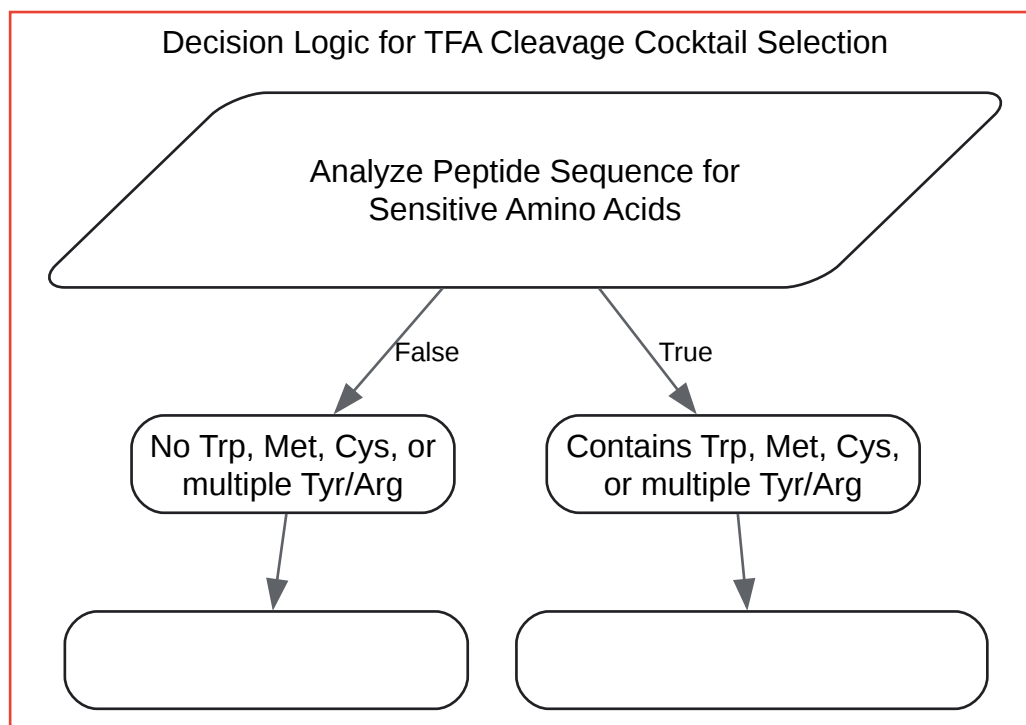 Decision Logic for TFA Cleavage Cocktail Selection
Analyze Peptide Sequence for
Sensitive Amino Acids
False
True
No Trp, Met, Cys, or
multiple Tyr/Arg
Contains Trp, Met, Cys,
or multiple Tyr/Arg